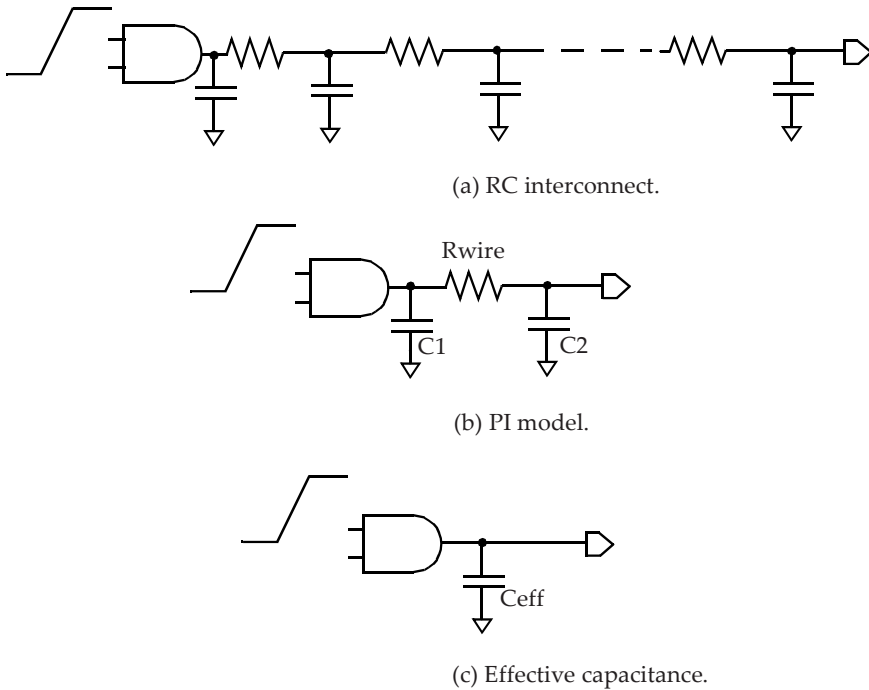 (a) RC interconnect.
Rwire
C1
C2
(b) PI model.
Ceff
(c) Effective capacitance.